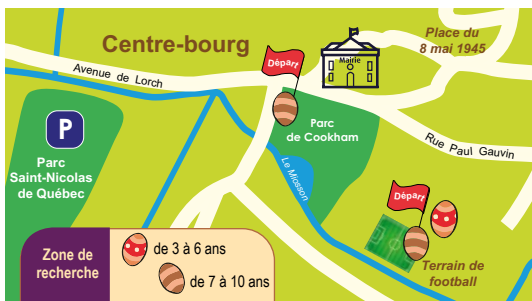 Centre-bourg
Place du
8 mai 1945
Départ
Mairie
Avenue de Lorch
P
Parc
de Cookham
Rue Paul Gauvin
Parc
Saint-Nicolas
de Québec
Le Miosson
Départ
Terrain de
football
Zone de
recherche
de 3 à 6 ans
de 7 à 10 ans